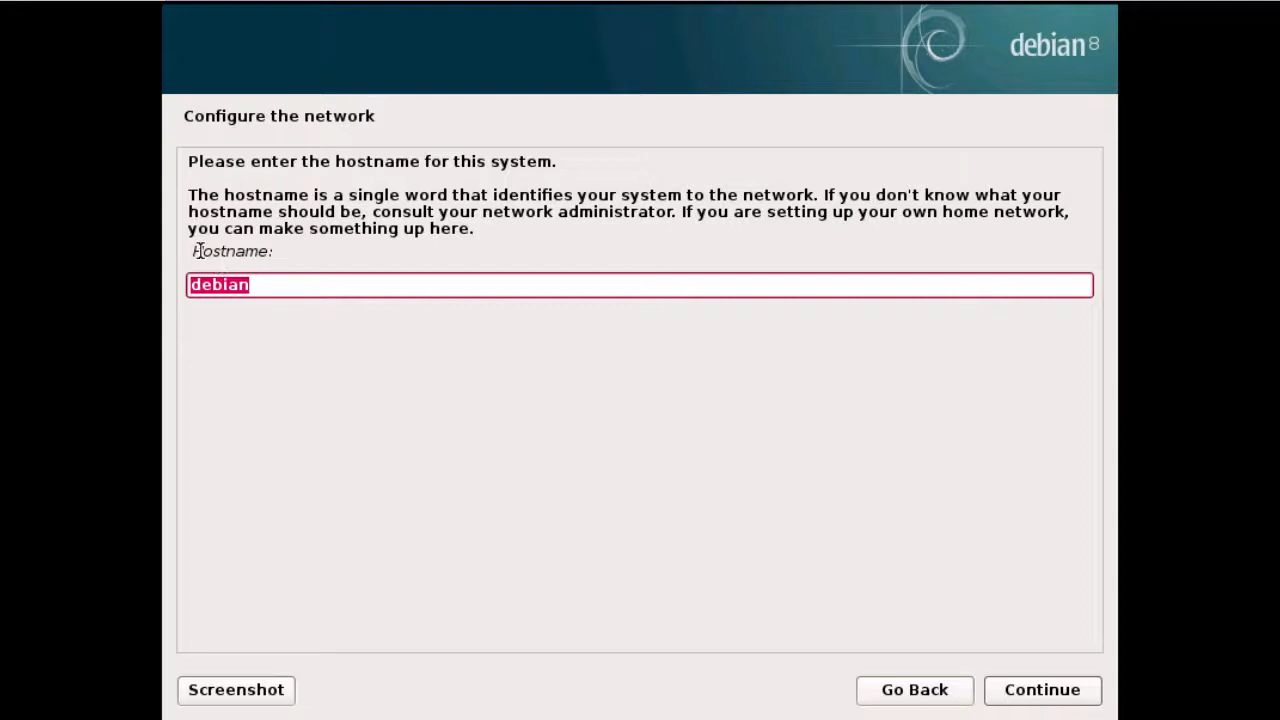 debian 8
Configure the network
Please enter the hostname for this system.
The hostname is a single word that identifies your system to the network. If you don't know what your
hostname should be, consult your network administrator. If you are setting up your own home network,
you can make something up here.
Hostname:
debian
Screenshot
Go Back
Continue